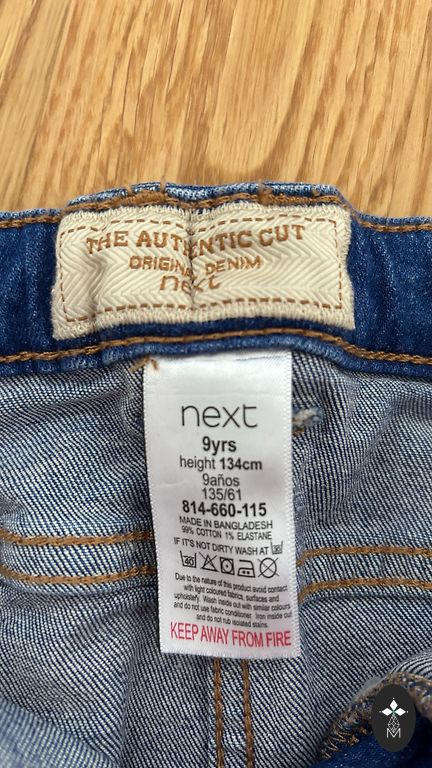 THE AUTHENTIC CUT
ORIGINAL DENIM
next
next
9yrs
height 134cm
9años
135/61
814-660-115
MADE IN BANGLADESH
99% COTTON 1% ELASTANE
IF IT'S NOT DIRTY WASH AT
40
Due to the nature of this product avoid contact
with light coloured fabrics, surfaces and
upholstery. Wash inside out with similar colours
and do not use fabric conditioner. Iron inside out
and do not rub isolated stains.
KEEP AWAY FROM FIRE
M